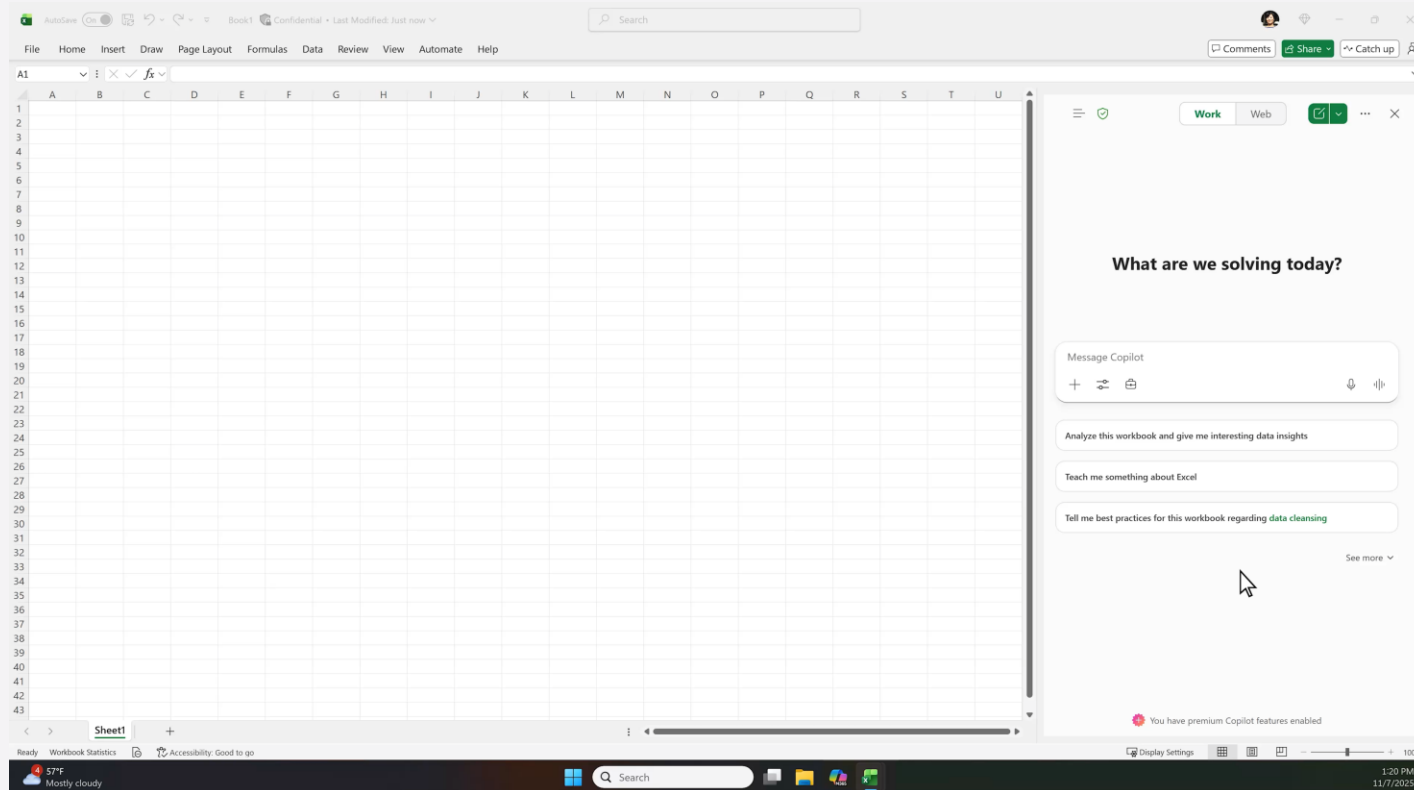 AutoSave On Book1 Confidential • Last Modified: Just now Search
File Home Insert Draw Page Layout Formulas Data Review View Automate Help Comments Share Catch up
A1 fx
A B C D E F G H I J K L M N O P Q R S T U
1
2
3
4
5
6
7
8
9
10
11
12
13
14
15
16
17
18
19
20
21
22
23
24
25
26
27
28
29
30
31
32
33
34
35
36
37
38
39
40
41
42
43
Work Web
What are we solving today?
Message Copilot
Analyze this workbook and give me interesting data insights
Teach me something about Excel
Tell me best practices for this workbook regarding data cleansing
See more
You have premium Copilot features enabled
Sheet1
Ready Workbook Statistics Accessibility: Good to go Display Settings 100
4 57°F
Mostly cloudy
Search
1:20 PM
11/7/2025